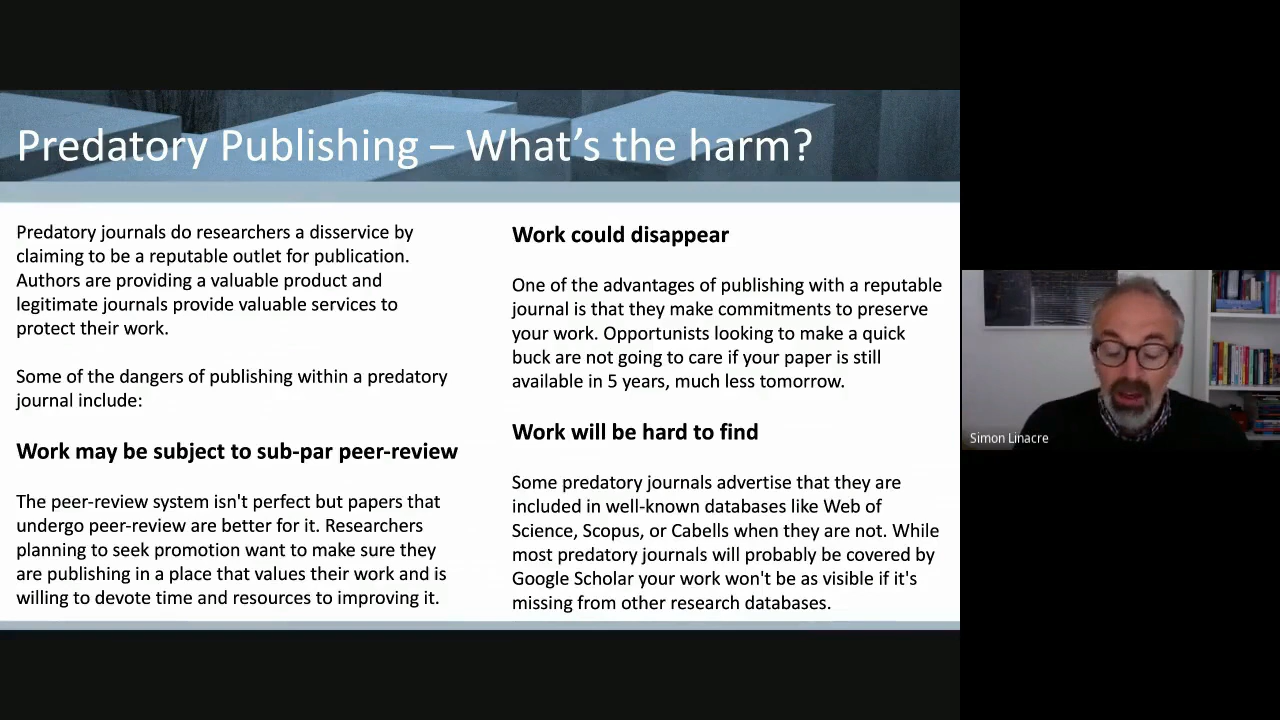 Predatory Publishing – What's the harm?
Predatory journals do researchers a disservice by
claiming to be a reputable outlet for publication.
Authors are providing a valuable product and
legitimate journals provide valuable services to
protect their work.
Some of the dangers of publishing within a predatory
journal include:
Work may be subject to sub-par peer-review
The peer-review system isn't perfect but papers that
undergo peer-review are better for it. Researchers
planning to seek promotion want to make sure they
are publishing in a place that values their work and is
willing to devote time and resources to improving it.
Work could disappear
One of the advantages of publishing with a reputable
journal is that they make commitments to preserve
your work. Opportunists looking to make a quick
buck are not going to care if your paper is still
available in 5 years, much less tomorrow.
Work will be hard to find
Some predatory journals advertise that they are
included in well-known databases like Web of
Science, Scopus, or Cabells when they are not. While
most predatory journals will probably be covered by
Google Scholar your work won't be as visible if it's
missing from other research databases.
Simon Linacre